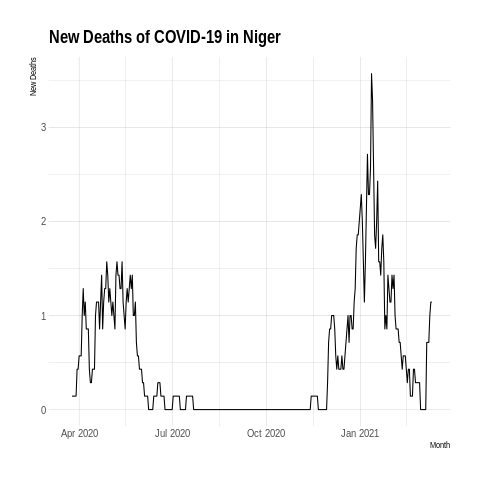 New Deaths of COVID-19 in Niger
New Deaths
3
2
1
0
Apr 2020
Jul 2020
Oct 2020
Jan 2021
Month